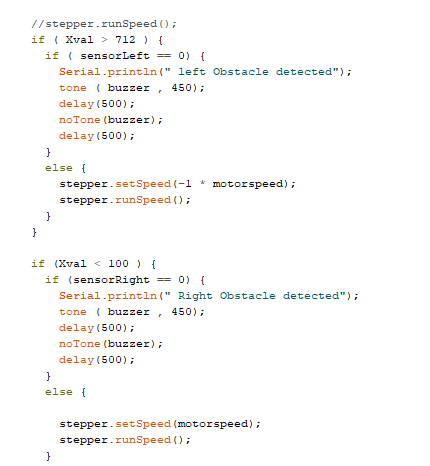 //stepper.runSpeed();
if ( Xval > 712 ) {
if ( sensorLeft == 0) {
Serial.println(" left Obstacle detected");
tone ( buzzer , 450);
delay(500);
noTone(buzzer);
delay(500);
}
else {
stepper.setSpeed(-1 * motorspeed);
stepper.runSpeed();
}
}
if (Xval < 100 ) {
if (sensorRight == 0) {
Serial.println(" Right Obstacle detected");
tone ( buzzer , 450);
delay(500);
noTone(buzzer);
delay(500);
}
else {
stepper.setSpeed(motorspeed);
stepper.runSpeed();
}